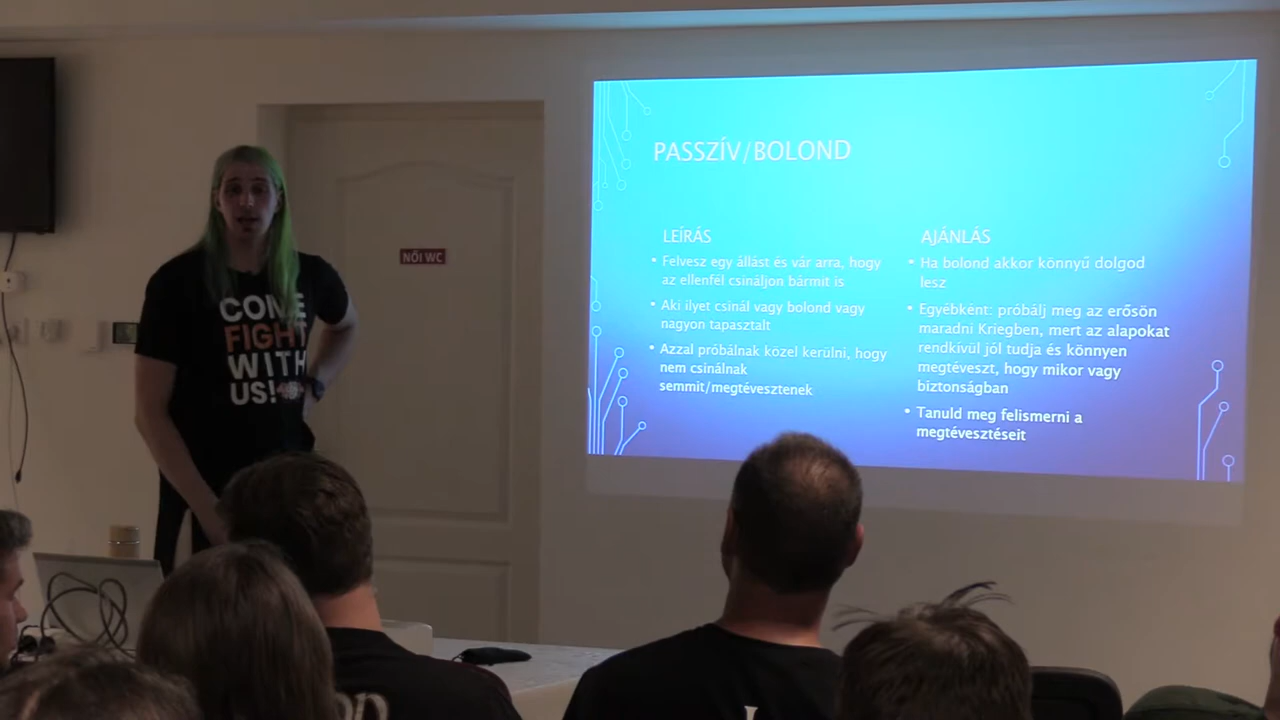 PASSZÍV/BOLOND
LEÍRÁS
• Felvesz egy állást és vár arra, hogy
az ellenfél csináljon bármit is
• Aki ilyet csinál vagy bolond vagy
nagyon tapasztalt
• Azzal próbálnak közel kerülni, hogy
nem csinálnak
semmit/megtévesztenek
AJÁNLÁS
• Ha bolond akkor könnyű dolgod
lesz
• Egyébként: próbálj meg az erősön
maradni Kriegben, mert az alapokat
rendkívül jól tudja és könnyen
megtéveszt, hogy mikor vagy
biztonságban
• Tanuld meg felismerni a
megtévesztéseit
NŐI WC
COME
FIGHT
WITH
US!